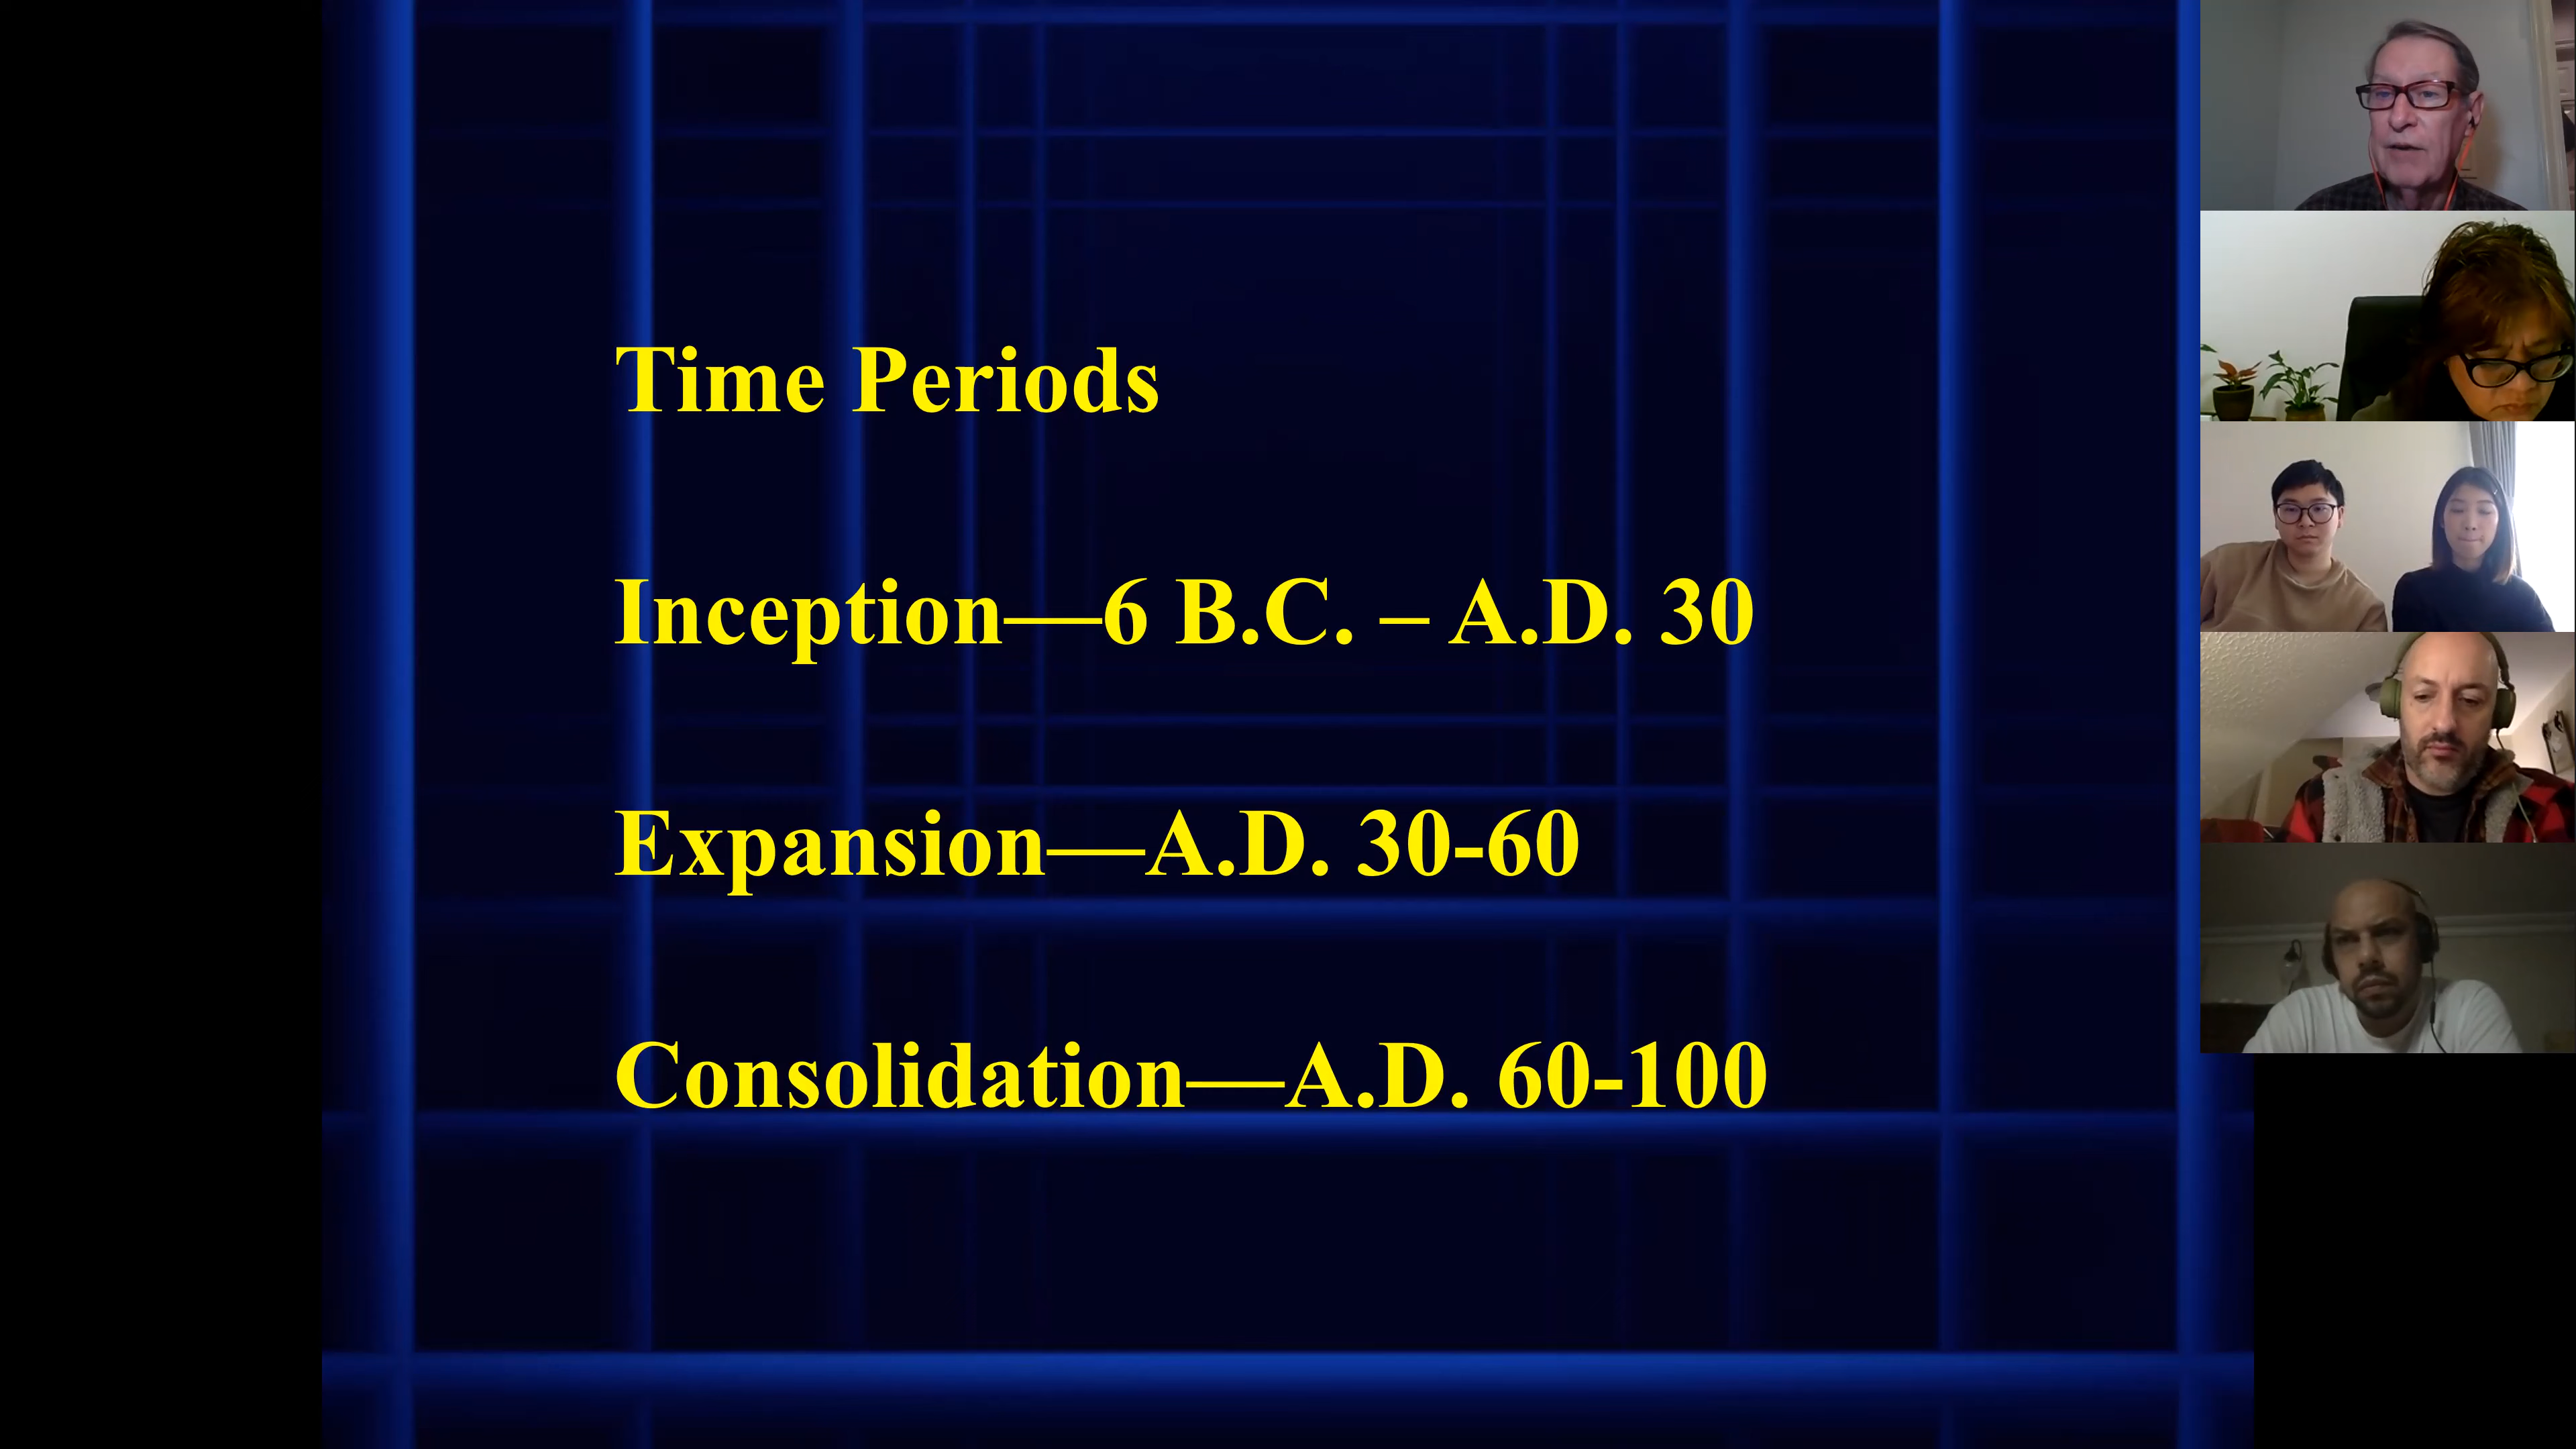 Time Periods
Inception—6 B.C. – A.D. 30
Expansion—A.D. 30-60
Consolidation—A.D. 60-100